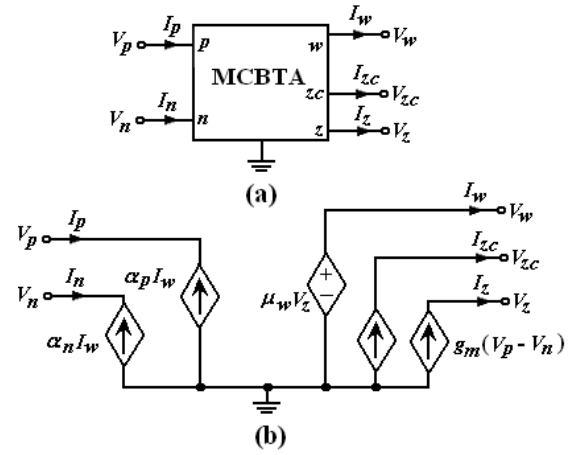 I_w
I_p
V_p p w V_w
MCBTA
I_zc
I_n zc V_zc
V_n n I_z
z V_z
(a)
I_w
V_p I_p V_w
I_zc
V_n I_n α_p I_w V_zc
μ_w V_z I_z
V_z
α_n I_w g_m(V_p - V_n)
(b)